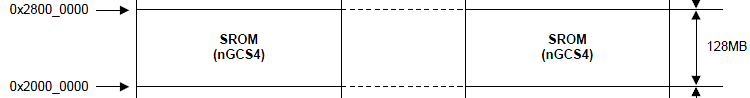 0x2800_0000
SROM
(nGCS4)
SROM
(nGCS4)
128MB
0x2000_0000